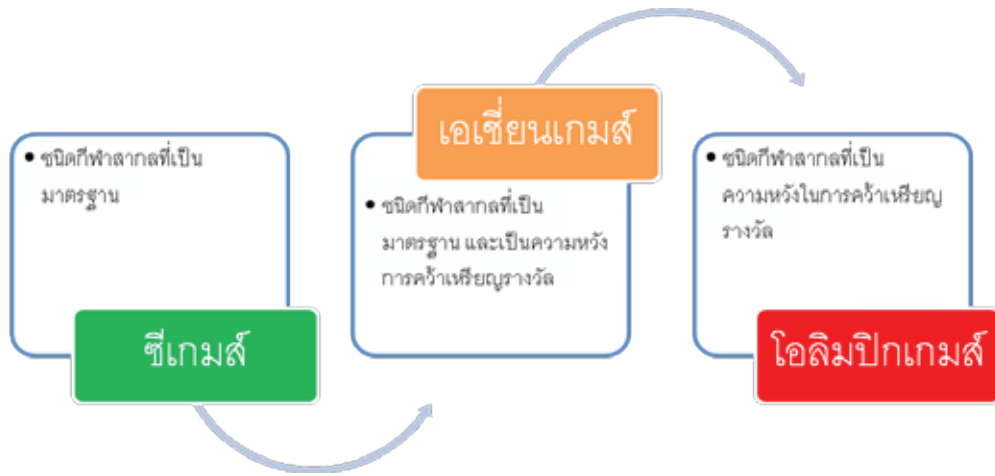 • ชนิดกีฬาสากลที่เป็น
มาตรฐาน
ซีเกมส์
เอเชี่ยนเกมส์
• ชนิดกีฬาสากลที่เป็น
มาตรฐาน และเป็นความหวัง
การคว้าเหรียญรางวัล
• ชนิดกีฬาสากลที่เป็น
ความหวังในการคว้าเหรียญ
รางวัล
โอลิมปิกเกมส์